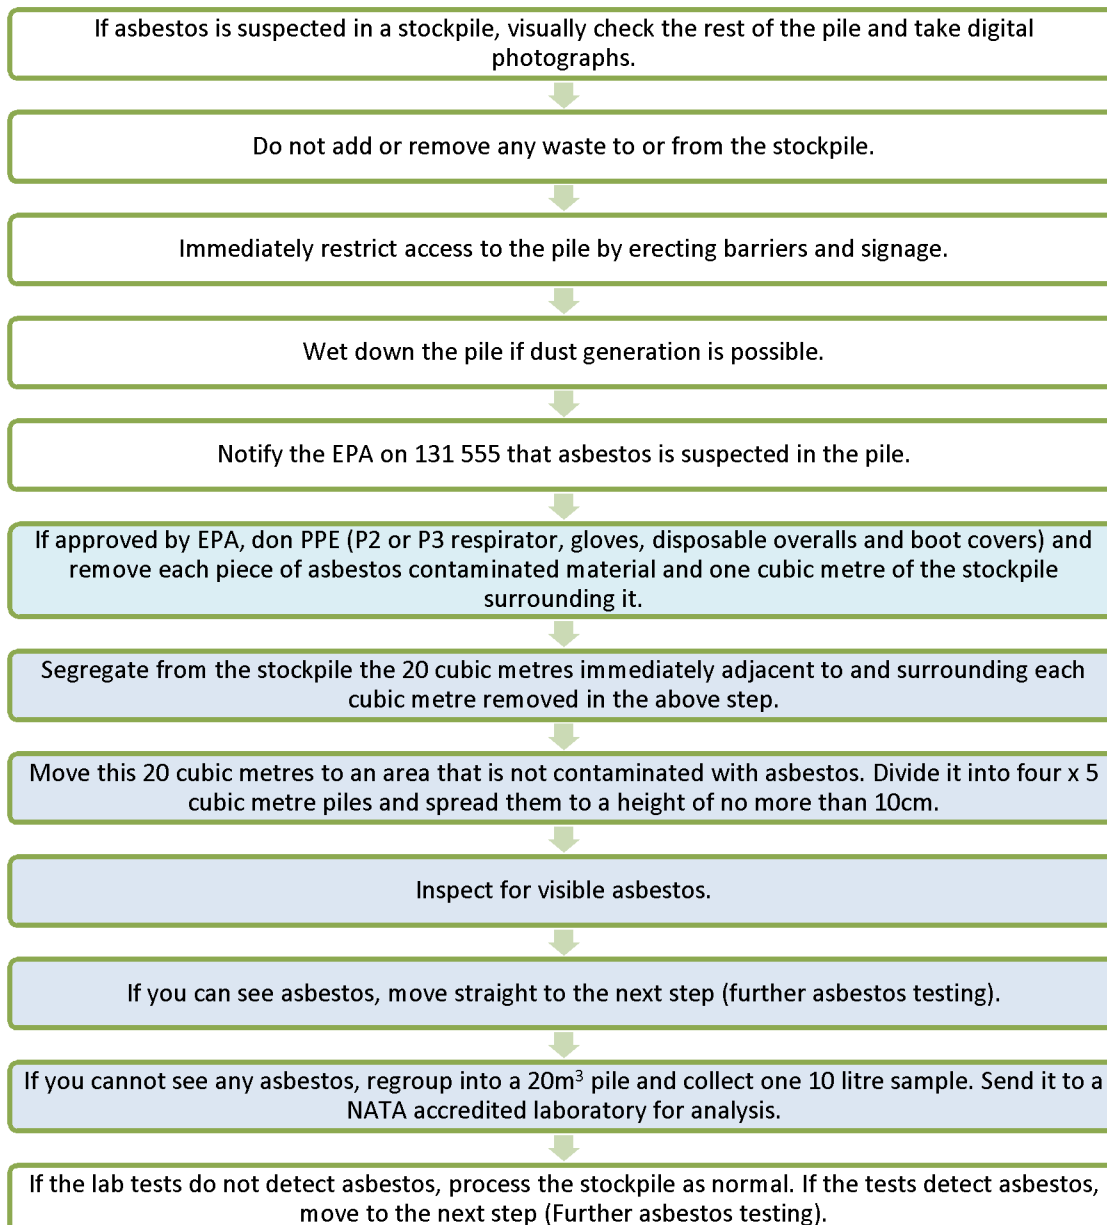 If asbestos is suspected in a stockpile, visually check the rest of the pile and take digital
photographs.
Do not add or remove any waste to or from the stockpile.
Immediately restrict access to the pile by erecting barriers and signage.
Wet down the pile if dust generation is possible.
Notify the EPA on 131 555 that asbestos is suspected in the pile.
If approved by EPA, don PPE (P2 or P3 respirator, gloves, disposable overalls and boot covers) and
remove each piece of asbestos contaminated material and one cubic metre of the stockpile
surrounding it.
Segregate from the stockpile the 20 cubic metres immediately adjacent to and surrounding each
cubic metre removed in the above step.
Move this 20 cubic metres to an area that is not contaminated with asbestos. Divide it into four x 5
cubic metre piles and spread them to a height of no more than 10cm.
Inspect for visible asbestos.
If you can see asbestos, move straight to the next step (further asbestos testing).
If you cannot see any asbestos, regroup into a 20m³ pile and collect one 10 litre sample. Send it to a
NATA accredited laboratory for analysis.
If the lab tests do not detect asbestos, process the stockpile as normal. If the tests detect asbestos,
move to the next step (Further asbestos testing).